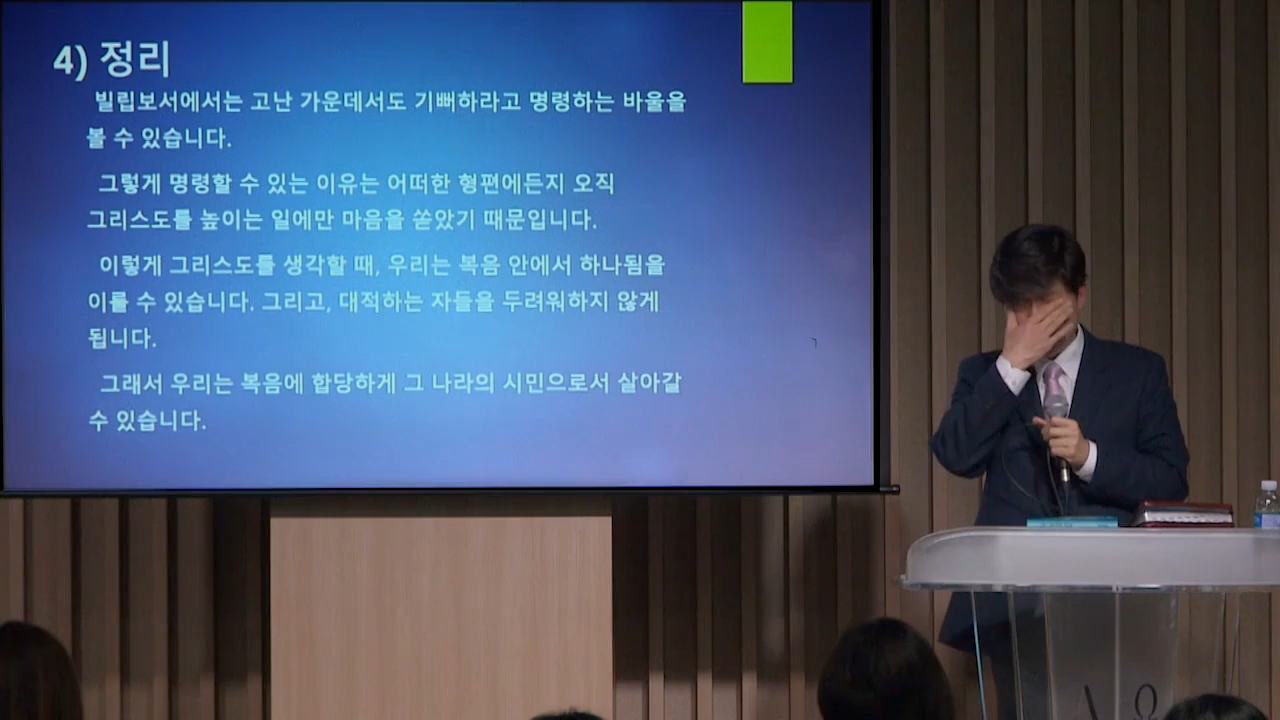 4) 정리
빌립보서에서는 고난 가운데서도 기뻐하라고 명령하는 바울을
볼 수 있습니다.
그렇게 명령할 수 있는 이유는 어떠한 형편에든지 오직
그리스도를 높이는 일에만 마음을 쏟았기 때문입니다.
이렇게 그리스도를 생각할 때, 우리는 복음 안에서 하나됨을
이룰 수 있습니다. 그리고, 대적하는 자들을 두려워하지 않게
됩니다.
그래서 우리는 복음에 합당하게 그 나라의 시민으로서 살아갈
수 있습니다.